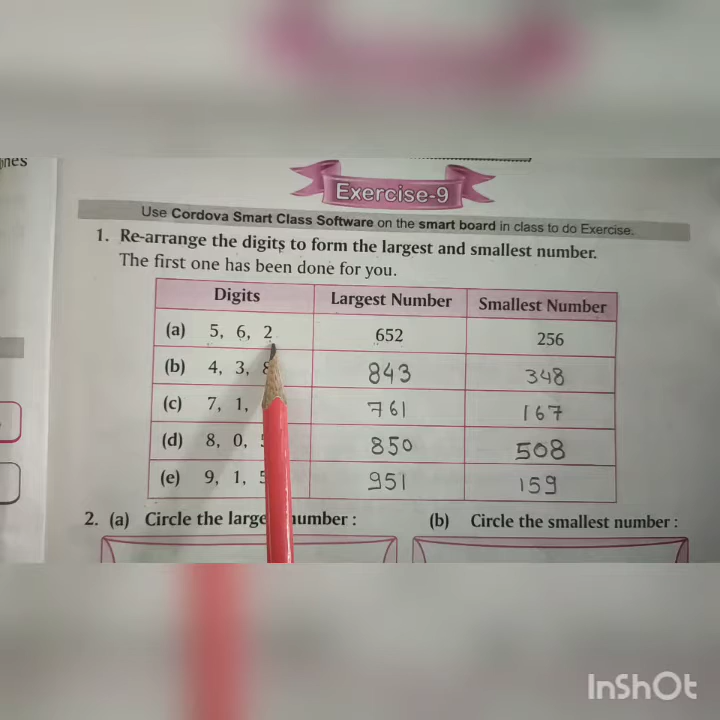 Exercise-9
Use Cordova Smart Class Software on the smart board in class to do Exercise.
1. Re-arrange the digits to form the largest and smallest number.
The first one has been done for you.
Digits Largest Number Smallest Number
(a) 5, 6, 2 652 256
(b) 4, 3, 8 843 348
(c) 7, 1, 761 167
(d) 8, 0, 850 508
(e) 9, 1, 5 951 159
2. (a) Circle the large number : (b) Circle the smallest number :
InShOt